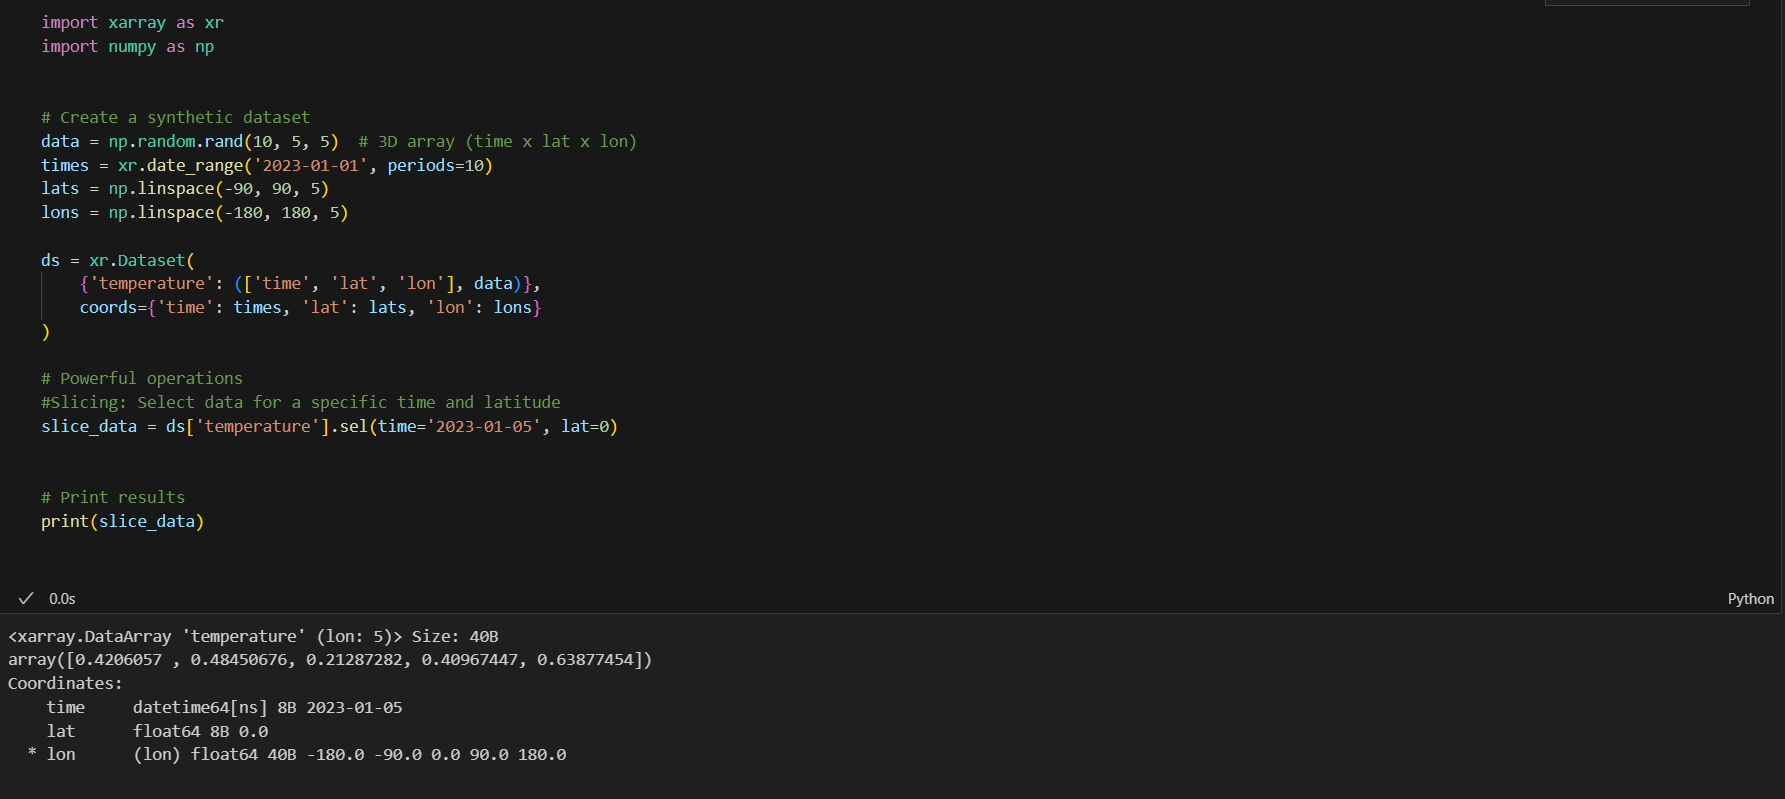 import xarray as xr
import numpy as np
# Create a synthetic dataset
data = np.random.rand(10, 5, 5)  # 3D array (time x lat x lon)
times = xr.date_range('2023-01-01', periods=10)
lats = np.linspace(-90, 90, 5)
lons = np.linspace(-180, 180, 5)
ds = xr.Dataset(
    {'temperature': (['time', 'lat', 'lon'], data)},
    coords={'time': times, 'lat': lats, 'lon': lons}
)
# Powerful operations
#Slicing: Select data for a specific time and latitude
slice_data = ds['temperature'].sel(time='2023-01-05', lat=0)
# Print results
print(slice_data)
0.0s
Python
<xarray.DataArray 'temperature' (lon: 5)> Size: 40B
array([0.4206057 , 0.48450676, 0.21287282, 0.40967447, 0.63877454])
Coordinates:
    time     datetime64[ns] 8B 2023-01-05
    lat      float64 8B 0.0
  * lon      (lon) float64 40B -180.0 -90.0 0.0 90.0 180.0